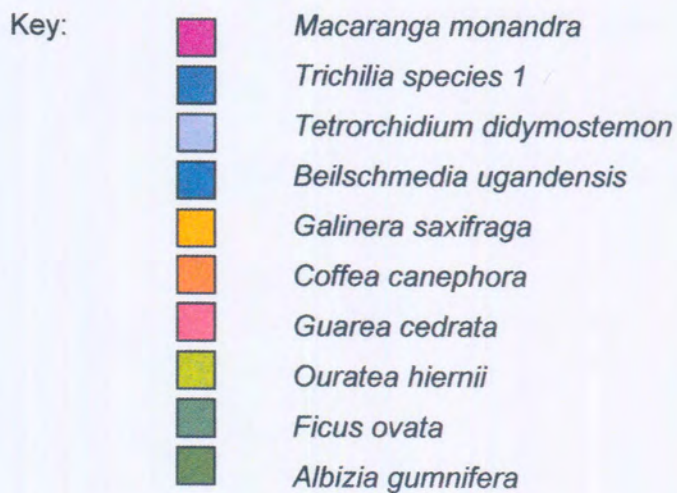 Key:
Macaranga monandra
Trichilia species 1
Tetrorchidium didymostemon
Beilschmedia ugandensis
Galinera saxifraga
Coffea canephora
Guarea cedrata
Ouratea hiernii
Ficus ovata
Albizia gumnifera